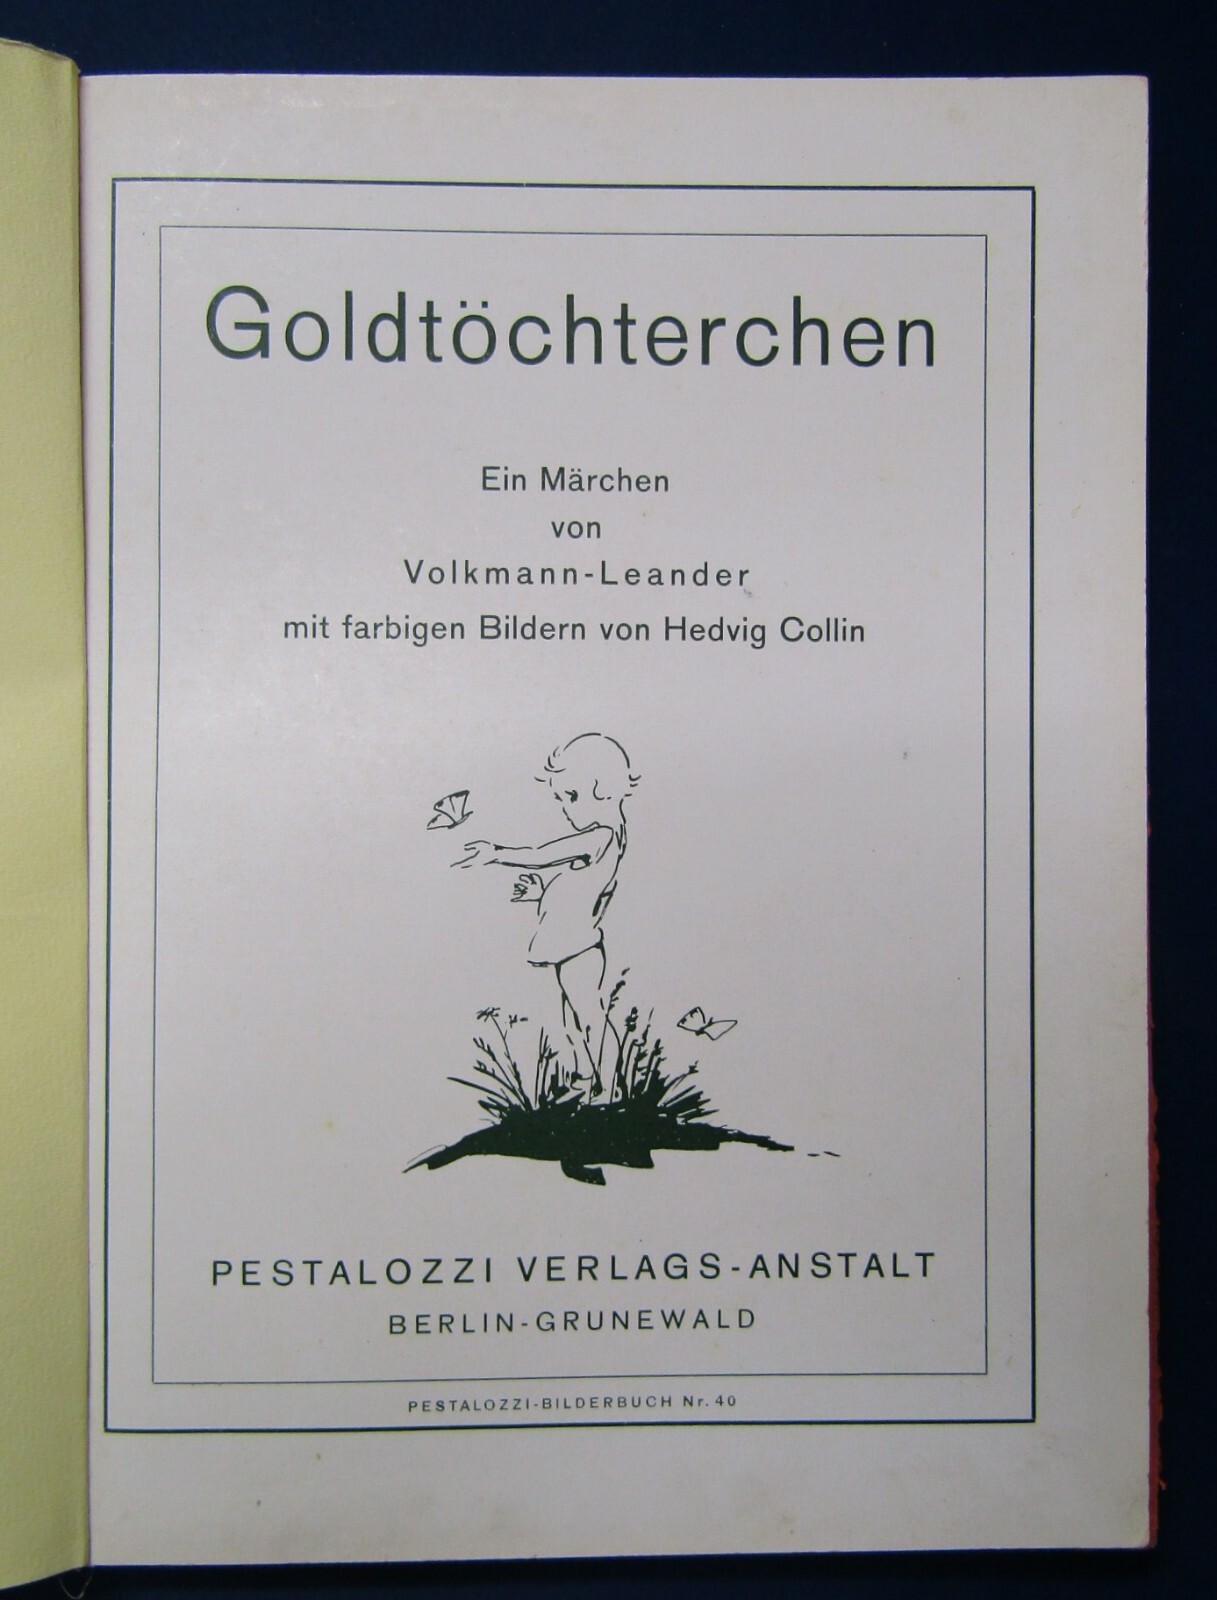 Goldtöchterchen
Ein Märchen
von
Volkmann-Leander
mit farbigen Bildern von Hedvig Collin
PESTALOZZI VERLAGS-ANSTALT
BERLIN-GRUNEWALD
PESTALOZZI-BILDERBUCH Nr. 40